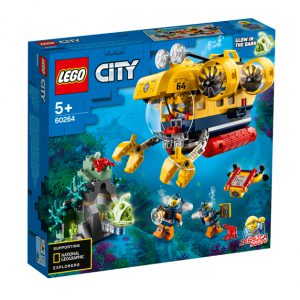 LEGO
CITY
GLOW IN
THE DARK
5+
60264
64
SUPPORTING
NATIONAL
GEOGRAPHIC
EXPLORERS